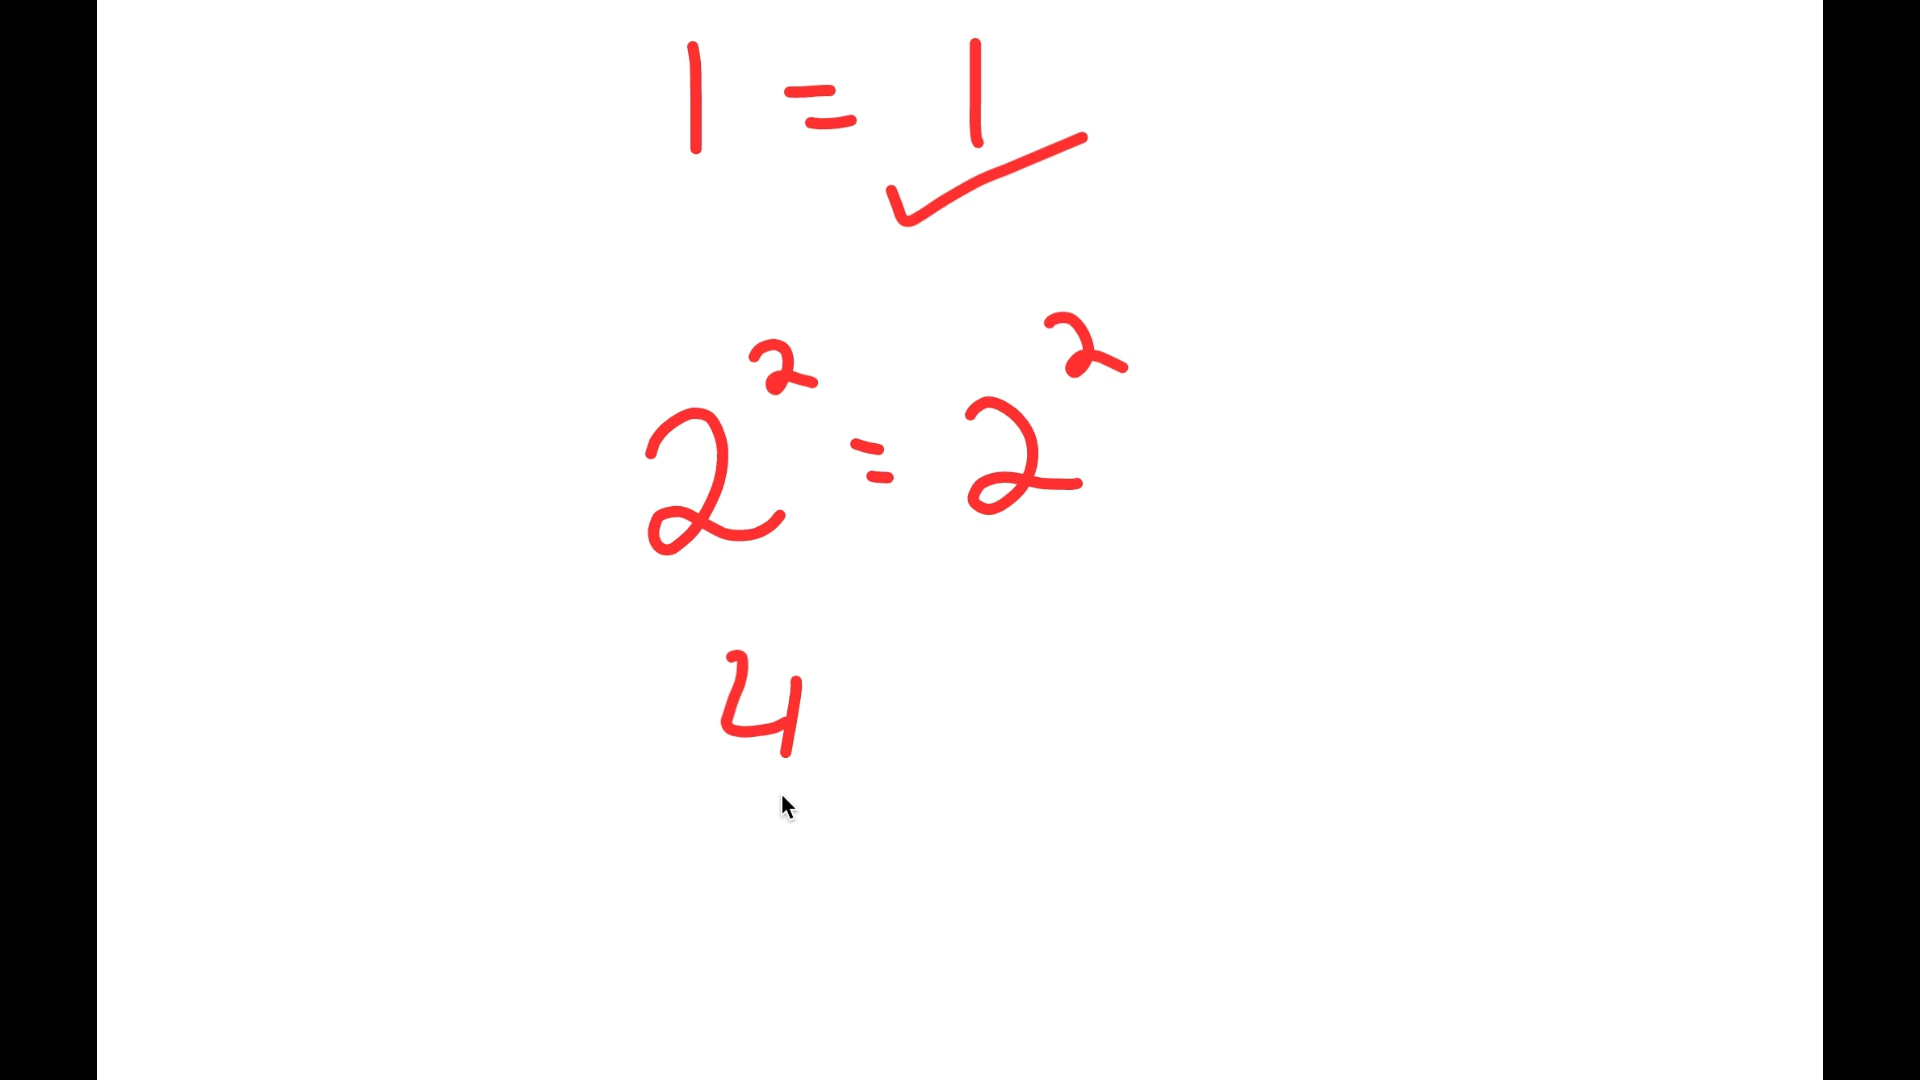 1 = 1
2² = 2²
4